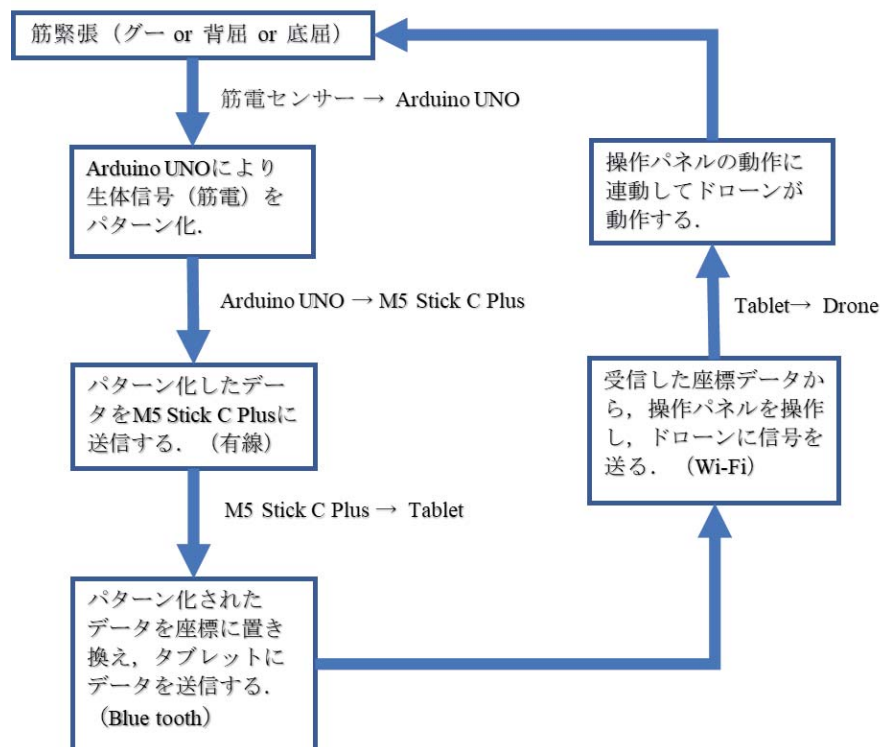 筋緊張（グー or 背屈 or 底屈）
筋電センサー → Arduino UNO
Arduino UNOにより
生体信号（筋電）を
パターン化．
Arduino UNO → M5 Stick C Plus
パターン化したデー
タをM5 Stick C Plusに
送信する．（有線）
M5 Stick C Plus → Tablet
パターン化された
データを座標に置き
換え，タブレットに
データを送信する．
（Blue tooth）
受信した座標データか
ら，操作パネルを操作
し，ドローンに信号を
送る．（Wi-Fi）
Tablet→ Drone
操作パネルの動作に
連動してドローンが
動作する．